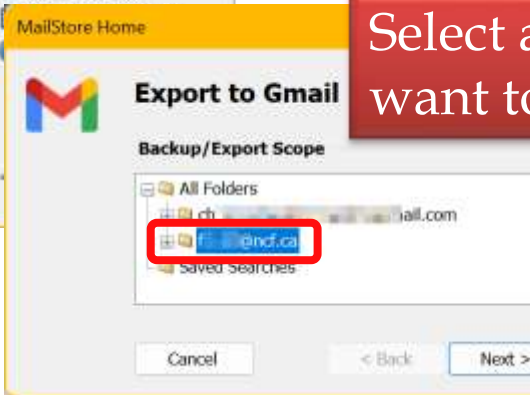 MailStore Home
Select a
want to
Export to Gmail
Backup/Export Scope
All Folders
ch ail.com
f @ncf.ca
Saved Searches
Cancel
< Back
Next >